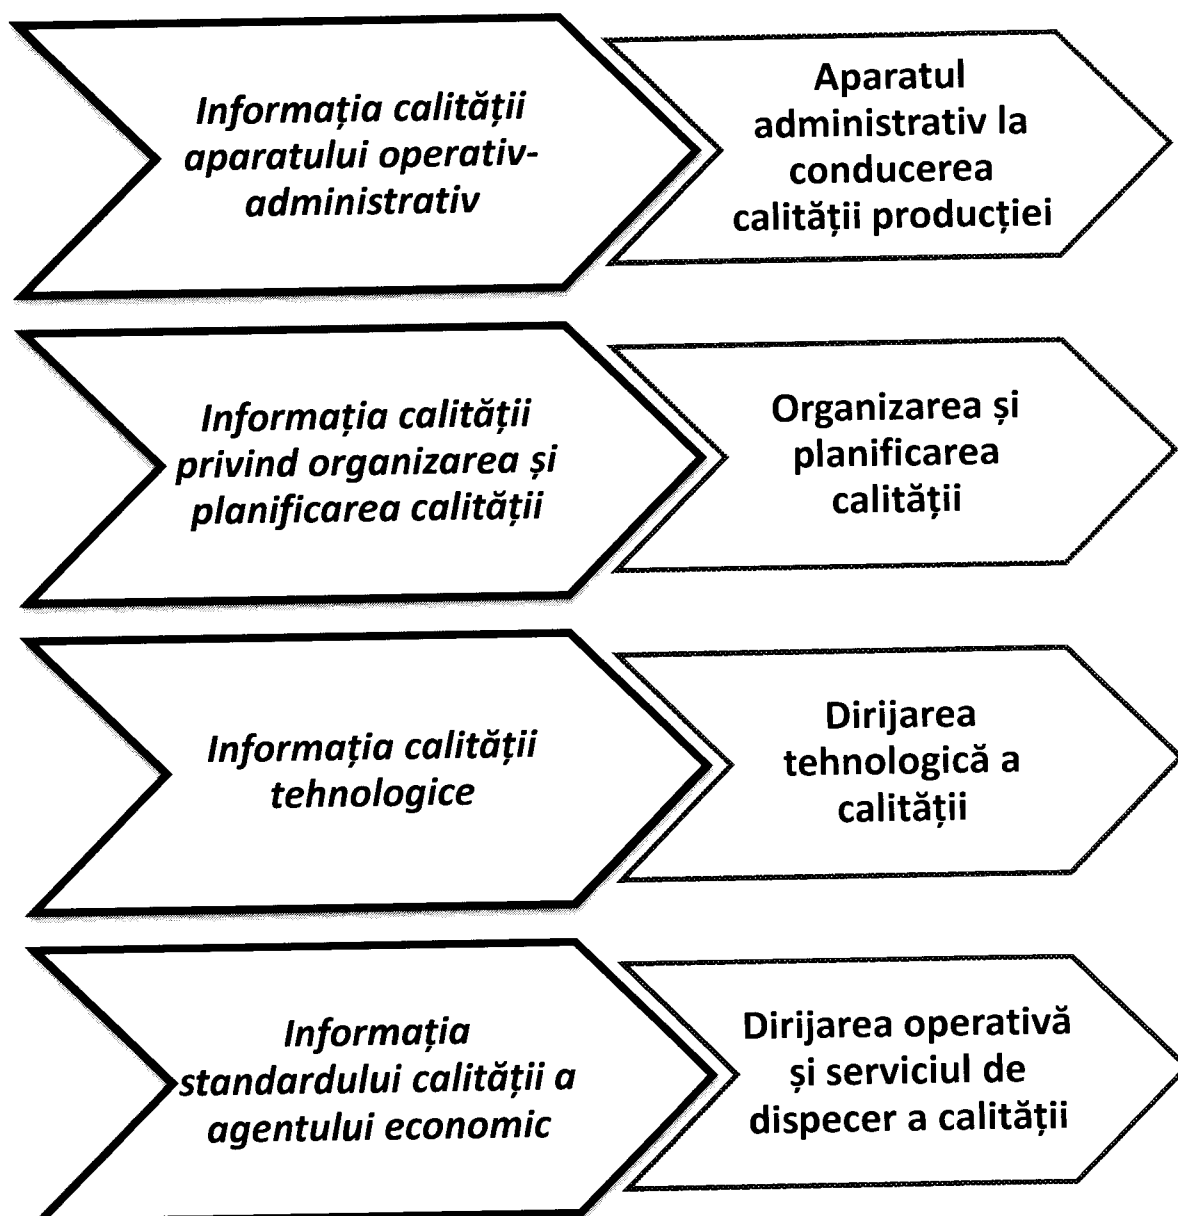 Informația calității
aparatului operativ-
administrativ
Aparatul
administrativ la
conducerea
calității producției
Informația calității
privind organizarea și
planificarea calității
Organizarea și
planificarea
calității
Informația calității
tehnologice
Dirijarea
tehnologică a
calității
Informația
standardului calității a
agentului economic
Dirijarea operativă
și serviciul de
dispecer a calității